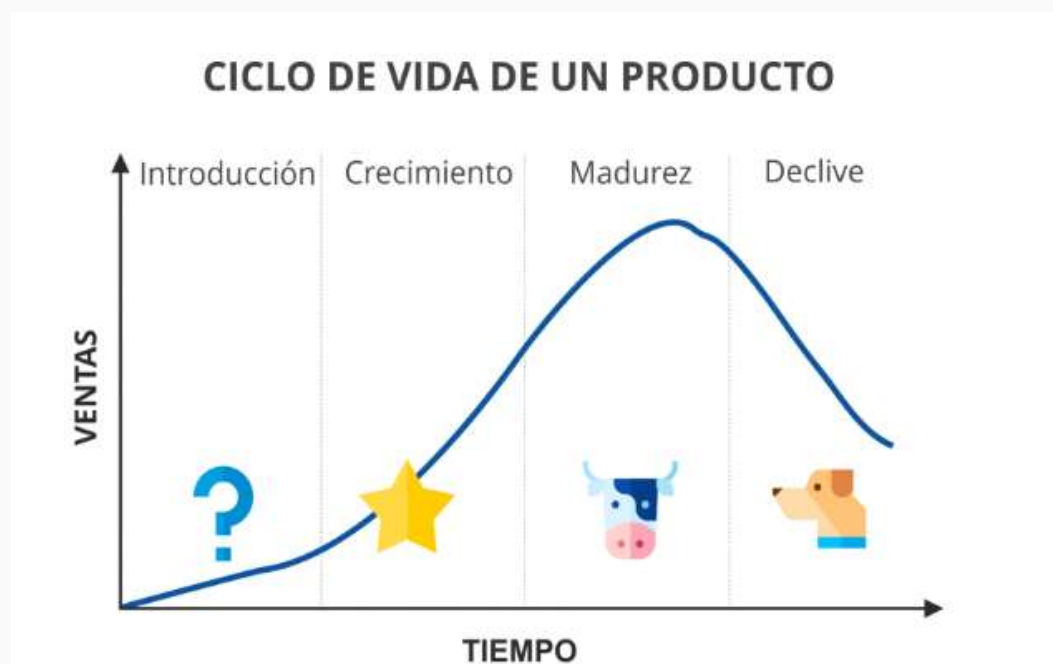 CICLO DE VIDA DE UN PRODUCTO
Introducción Crecimiento Madurez Declive
VENTAS
TIEMPO